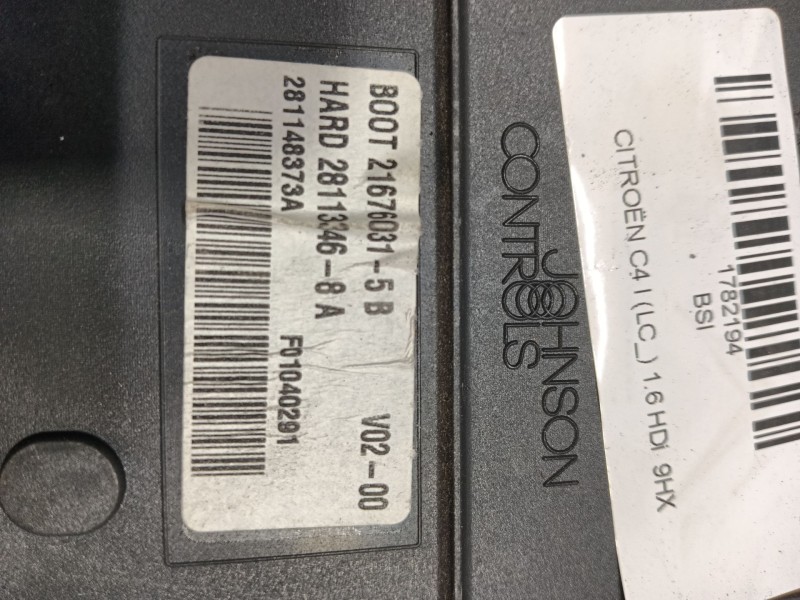 1782194
BSI
CITROËN C4 I (LC_) 1.6 HDi 9HX
JOHNSON
CONTROLS
BOOT 21676031-5 B V02-00
HARD 2811346-8 A
281148373A F01040291